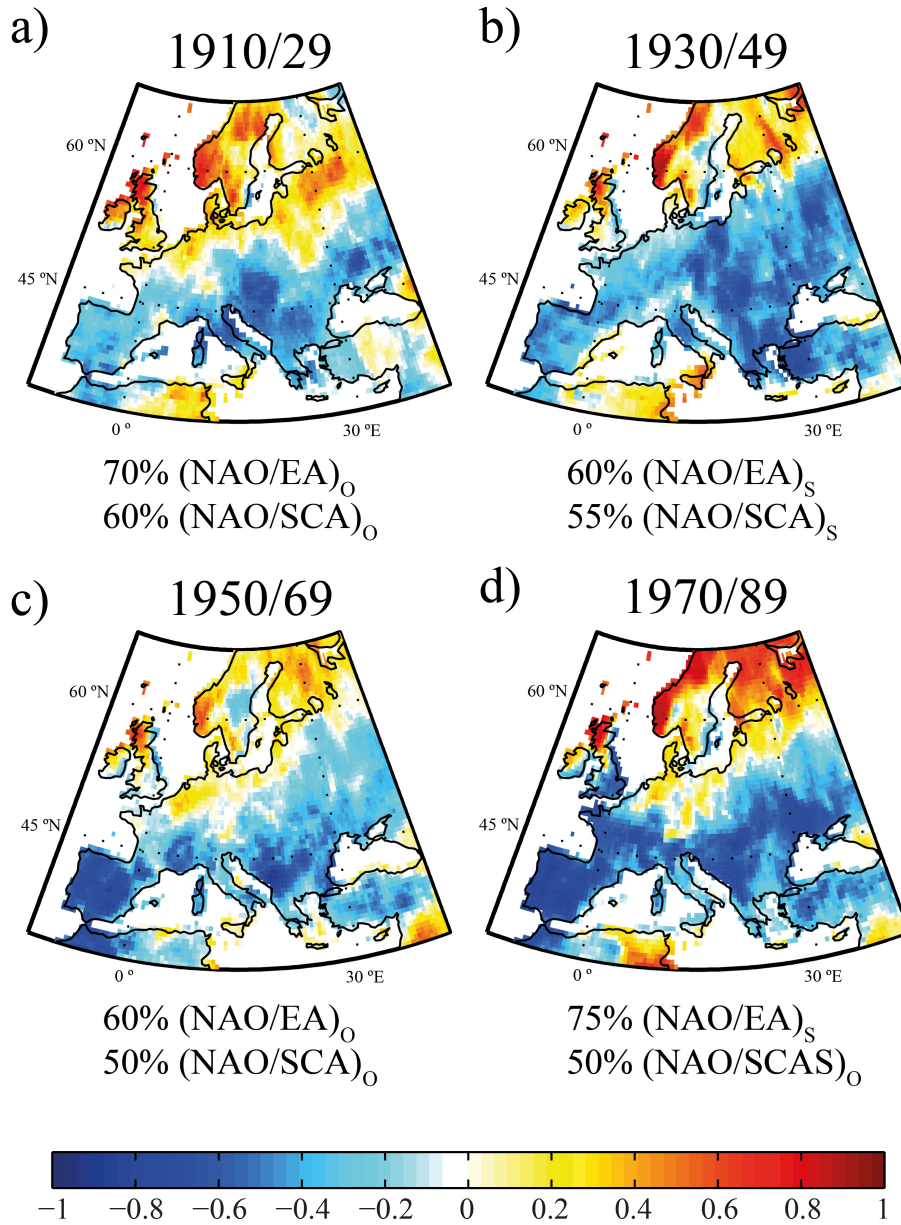 a)
1910/29
60 ºN
45 ºN
0 º
30 ºE
70% (NAO/EA)O
60% (NAO/SCA)O
b)
1930/49
60 ºN
45 ºN
0 º
30 ºE
60% (NAO/EA)S
55% (NAO/SCA)S
c)
1950/69
60 ºN
45 ºN
0 º
30 ºE
60% (NAO/EA)O
50% (NAO/SCA)O
d)
1970/89
60 ºN
45 ºN
0 º
30 ºE
75% (NAO/EA)S
50% (NAO/SCAS)O
−1 −0.8 −0.6 −0.4 −0.2 0 0.2 0.4 0.6 0.8 1